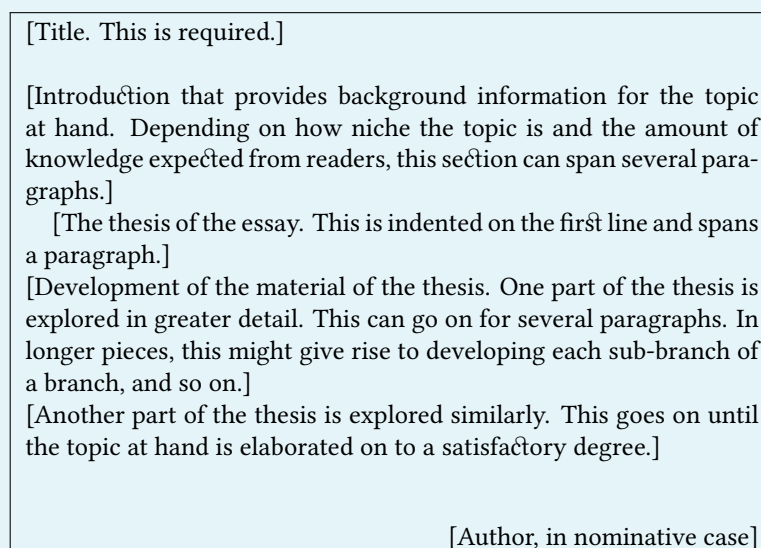 [Title. This is required.]
[Introduction that provides background information for the topic
at hand. Depending on how niche the topic is and the amount of
knowledge expected from readers, this section can span several para-
graphs.]
[The thesis of the essay. This is indented on the first line and spans
a paragraph.]
[Development of the material of the thesis. One part of the thesis is
explored in greater detail. This can go on for several paragraphs. In
longer pieces, this might give rise to developing each sub-branch of
a branch, and so on.]
[Another part of the thesis is explored similarly. This goes on until
the topic at hand is elaborated on to a satisfactory degree.]
[Author, in nominative case]